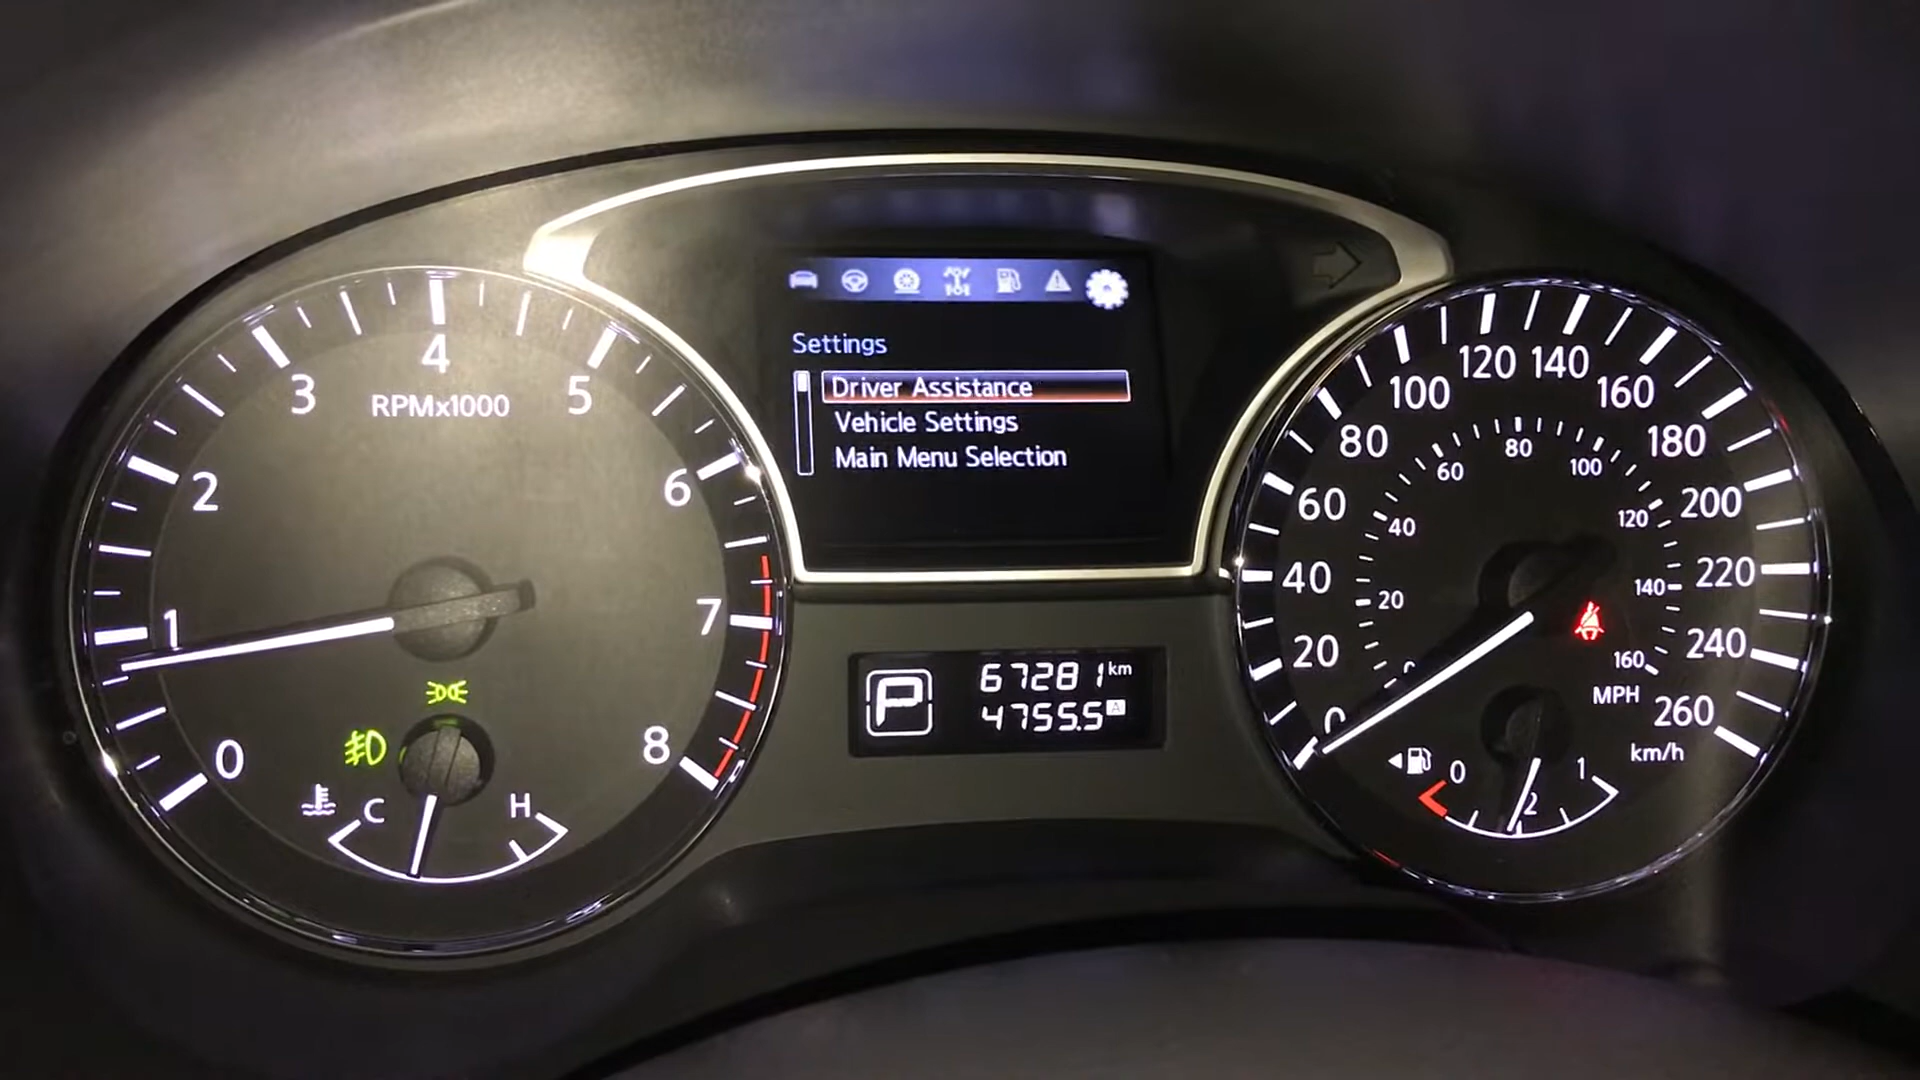 Settings
Driver Assistance
Vehicle Settings
Main Menu Selection
0 1 2 3 4 5 6 7 8
RPMx1000
C H
P
67281 km
4755.5 A
0 20 40 60 80 100 120 140 160 180 200 220 240 260
km/h
0 20 40 60 80 100 120 140 160
MPH
0 1